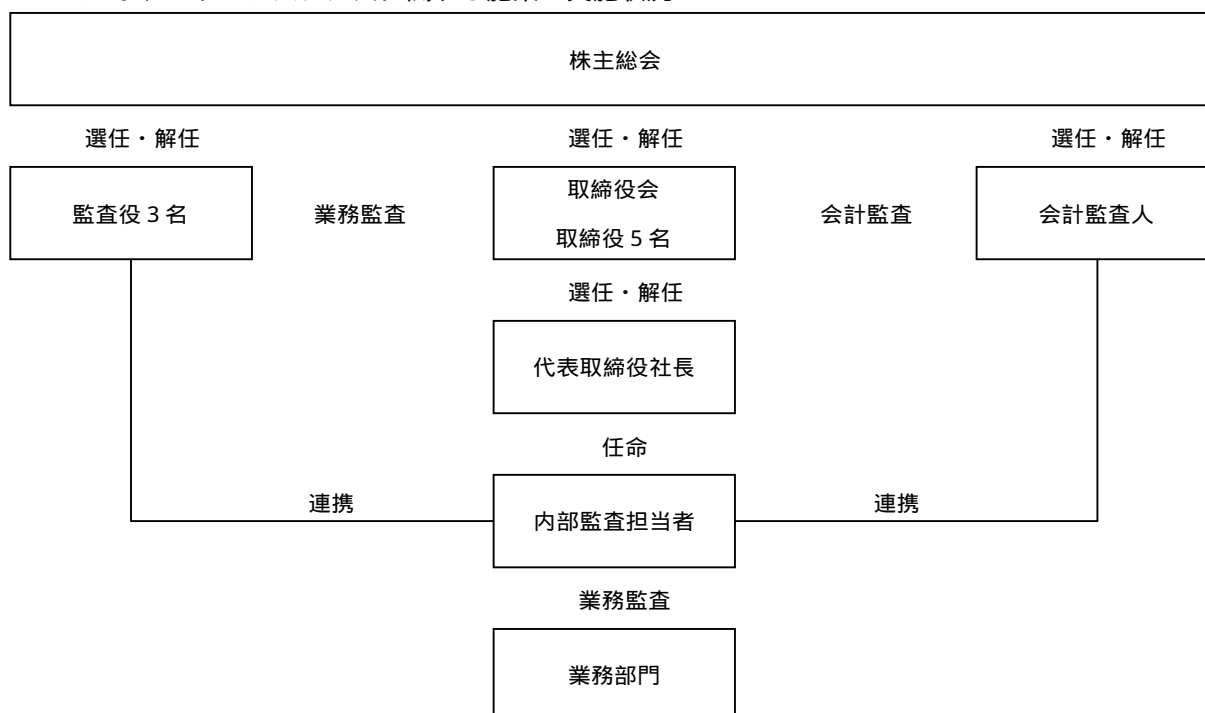 株主総会
選任・解任
選任・解任
選任・解任
監査役3名
業務監査
取締役会
取締役5名
会計監査
会計監査人
選任・解任
代表取締役社長
任命
連携
内部監査担当者
連携
業務監査
業務部門